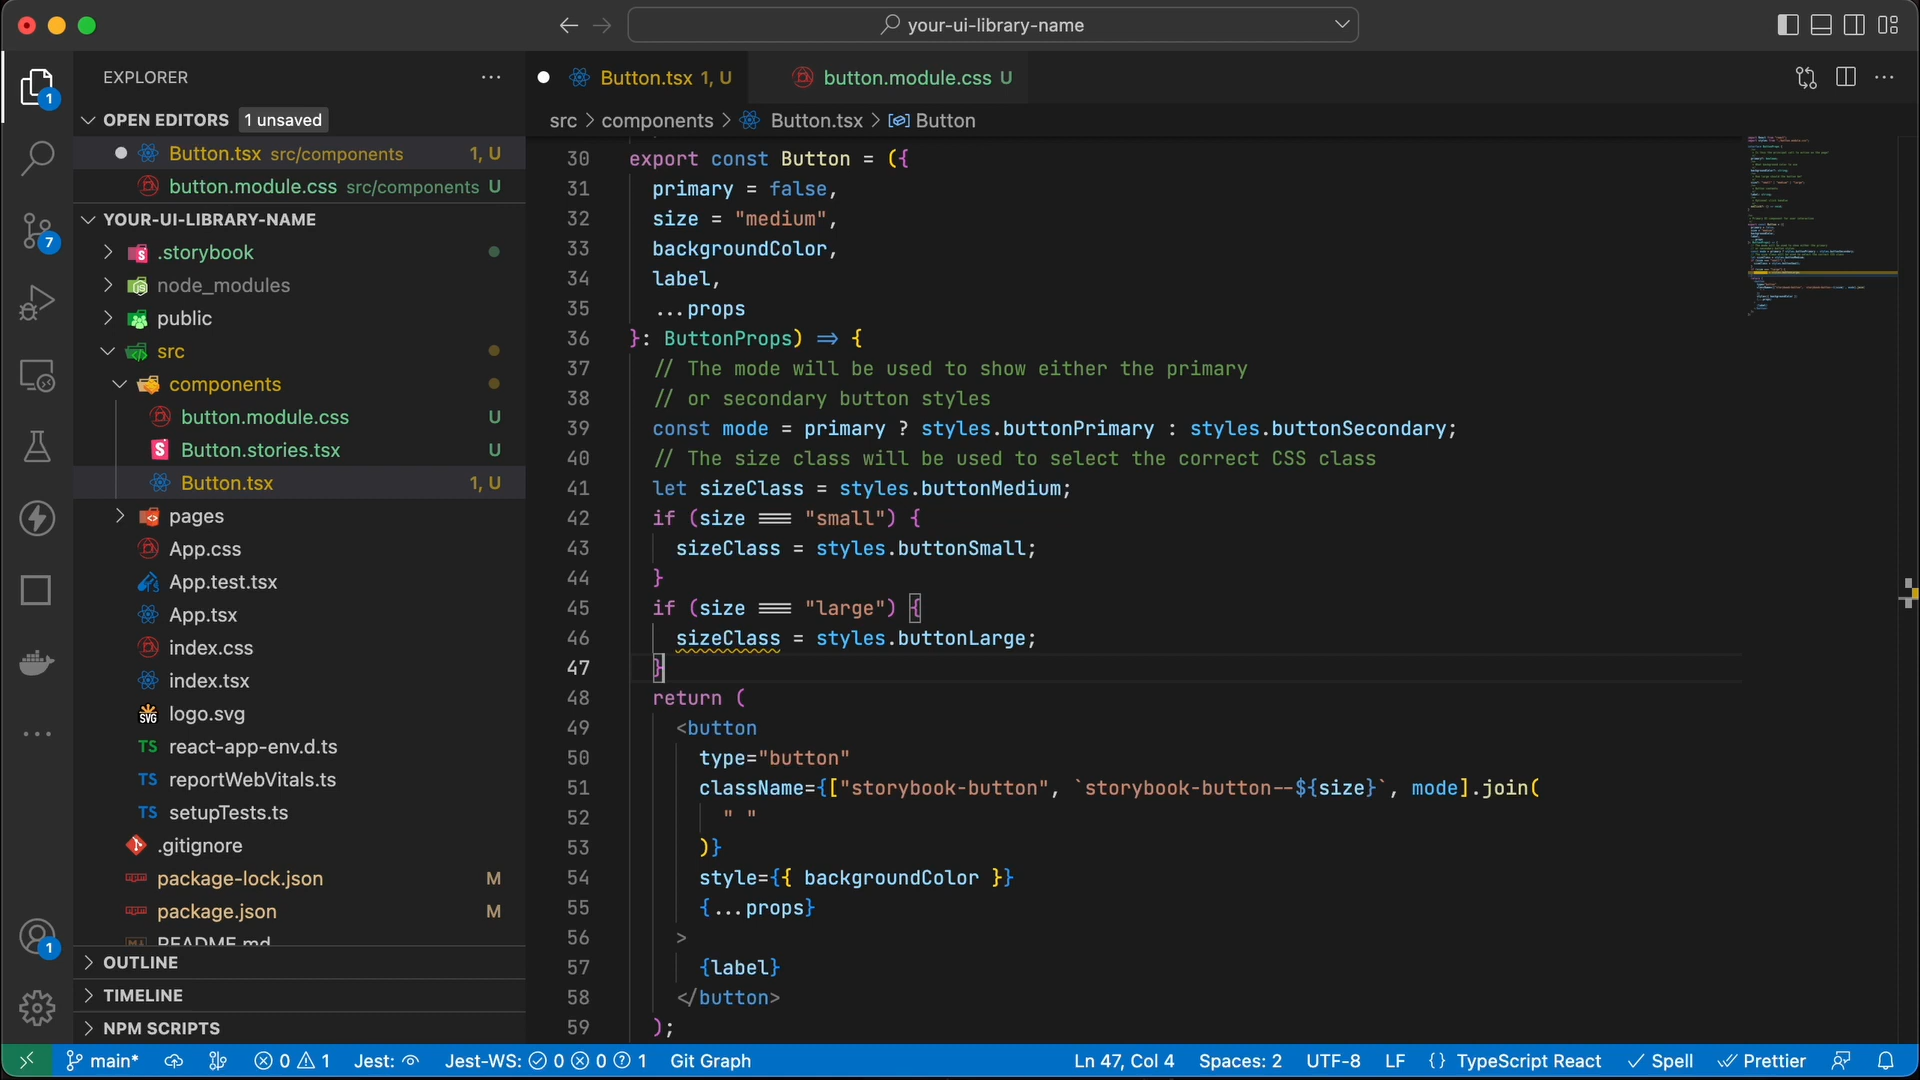 your-ui-library-name
EXPLORER
OPEN EDITORS 1 unsaved
Button.tsx src/components 1, U
button.module.css src/components U
YOUR-UI-LIBRARY-NAME
.storybook
node_modules
public
src
components
button.module.css U
Button.stories.tsx U
Button.tsx 1, U
pages
App.css
App.test.tsx
App.tsx
index.css
index.tsx
logo.svg
react-app-env.d.ts
TS reportWebVitals.ts
TS setupTests.ts
.gitignore
package-lock.json M
package.json M
README.md
OUTLINE
TIMELINE
NPM SCRIPTS
1
7
1
Button.tsx 1, U
button.module.css U
src > components > Button.tsx > Button
30 export const Button = ({
31 primary = false,
32 size = "medium",
33 backgroundColor,
34 label,
35 ...props
36 }: ButtonProps) => {
37 // The mode will be used to show either the primary
38 // or secondary button styles
39 const mode = primary ? styles.buttonPrimary : styles.buttonSecondary;
40 // The size class will be used to select the correct CSS class
41 let sizeClass = styles.buttonMedium;
42 if (size === "small") {
43 sizeClass = styles.buttonSmall;
44 }
45 if (size === "large") {
46 sizeClass = styles.buttonLarge;
47 }
48 return (
49 <button
50 type="button"
51 className={["storybook-button", `storybook-button--${size}`, mode].join(
52 " "
53 )}
54 style={{ backgroundColor }}
55 {...props}
56 >
57 {label}
58 </button>
59 );
main* 0 1 Jest: Jest-WS: 0 0 1 Git Graph
Ln 47, Col 4 Spaces: 2 UTF-8 LF {} TypeScript React Spell Prettier